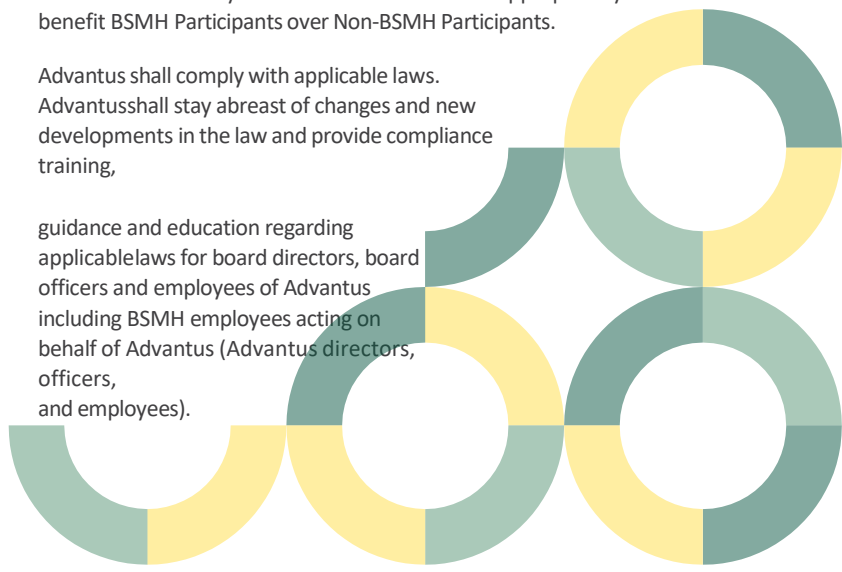 benefit BSMH Participants over Non-BSMH Participants.
Advantus shall comply with applicable laws.
Advantusshall stay abreast of changes and new
developments in the law and provide compliance
training,
guidance and education regarding
applicablelaws for board directors, board
officers and employees of Advantus
including BSMH employees acting on
behalf of Advantus (Advantus directors,
officers,
and employees).